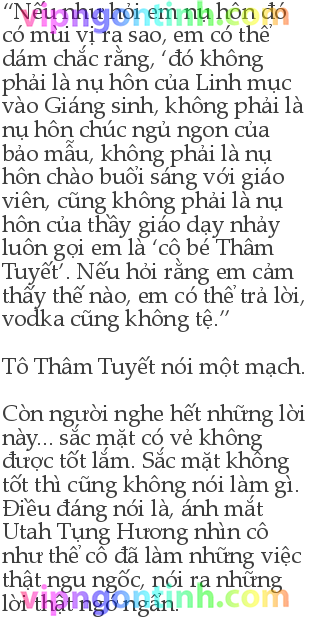 “Nếu như hỏi em nụ hôn đó
vipngontinh.com
có mùi vị ra sao, em có thể
dám chắc rằng, ‘đó không
phải là nụ hôn của Linh mục
vào Giáng sinh, không phải là
nụ hôn chúc ngủ ngon của
bảo mẫu, không phải là nụ
hôn chào buổi sáng với giáo
viên, cũng không phải là nụ
hôn của thầy giáo dạy nhảy
luôn gọi em là ‘cô bé Thâm
Tuyết’. Nếu hỏi rằng em cảm
thấy thế nào, em có thể trả lời,
vodka cũng không tệ.”
Tô Thâm Tuyết nói một mạch.
Còn người nghe hết những lời
này... sắc mặt có vẻ không
được tốt lắm. Sắc mặt không
tốt thì cũng không nói làm gì.
Điều đáng nói là, ánh mắt
Utah Tụng Hương nhìn cô
như thể cô đã làm những việc
thật ngu ngốc, nói ra những
lời thật ngớ ngẩn.
vipngontinh.com